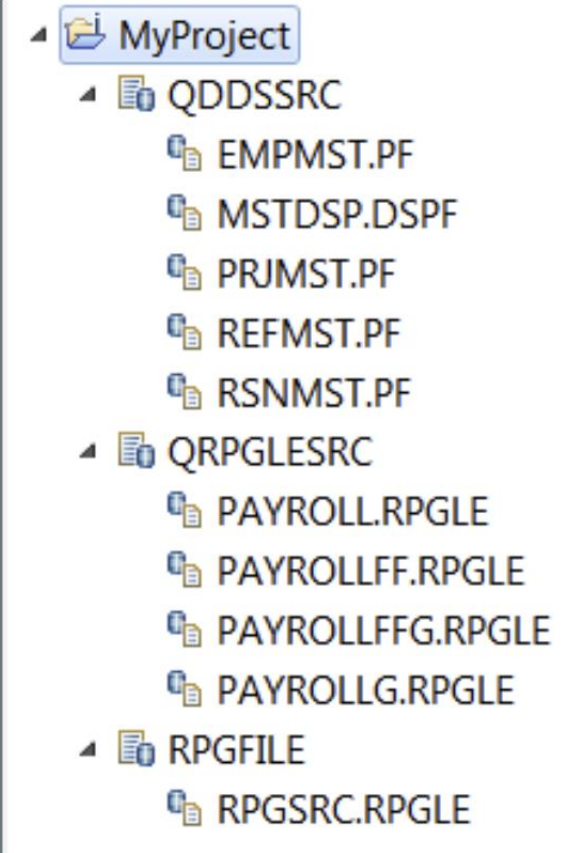 MyProject
QDDSSRC
EMPMST.PF
MSTDSP.DSPF
PRJMST.PF
REFMST.PF
RSNMST.PF
QRPGLESRC
PAYROLL.RPGLE
PAYROLLFF.RPGLE
PAYROLLFFG.RPGLE
PAYROLLG.RPGLE
RPGFILE
RPGSRC.RPGLE